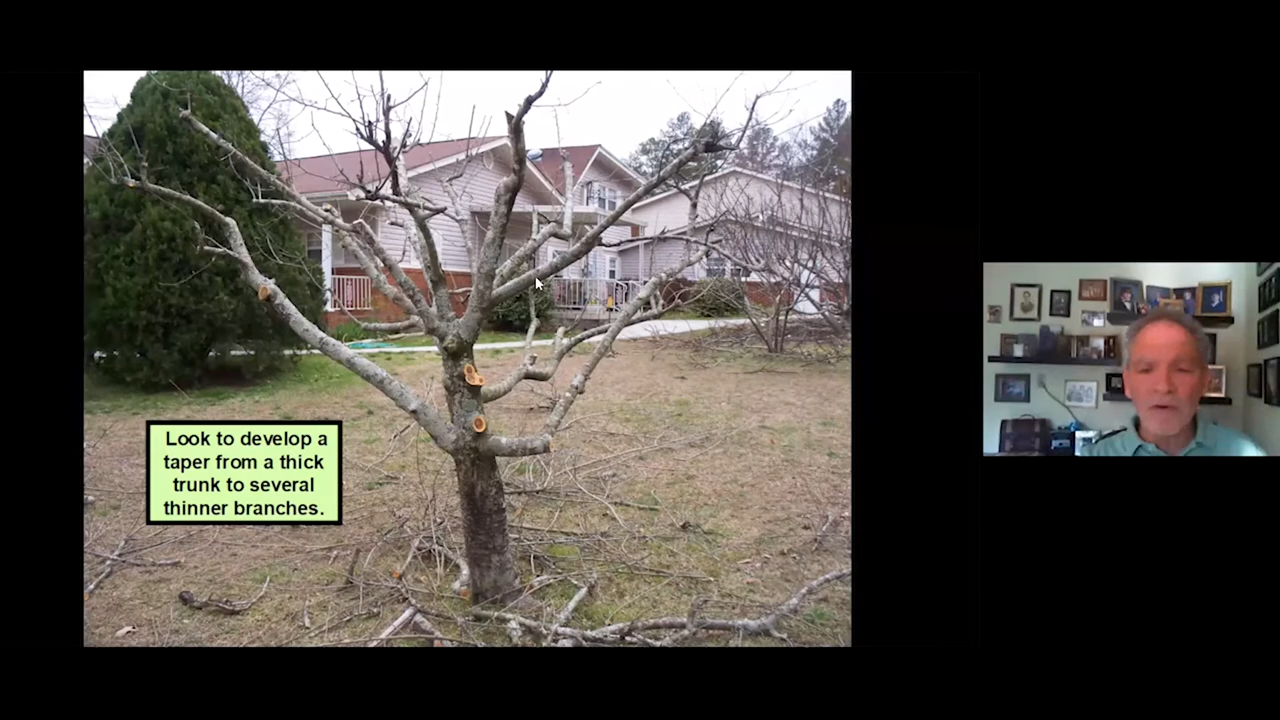 Look to develop a
taper from a thick
trunk to several
thinner branches.